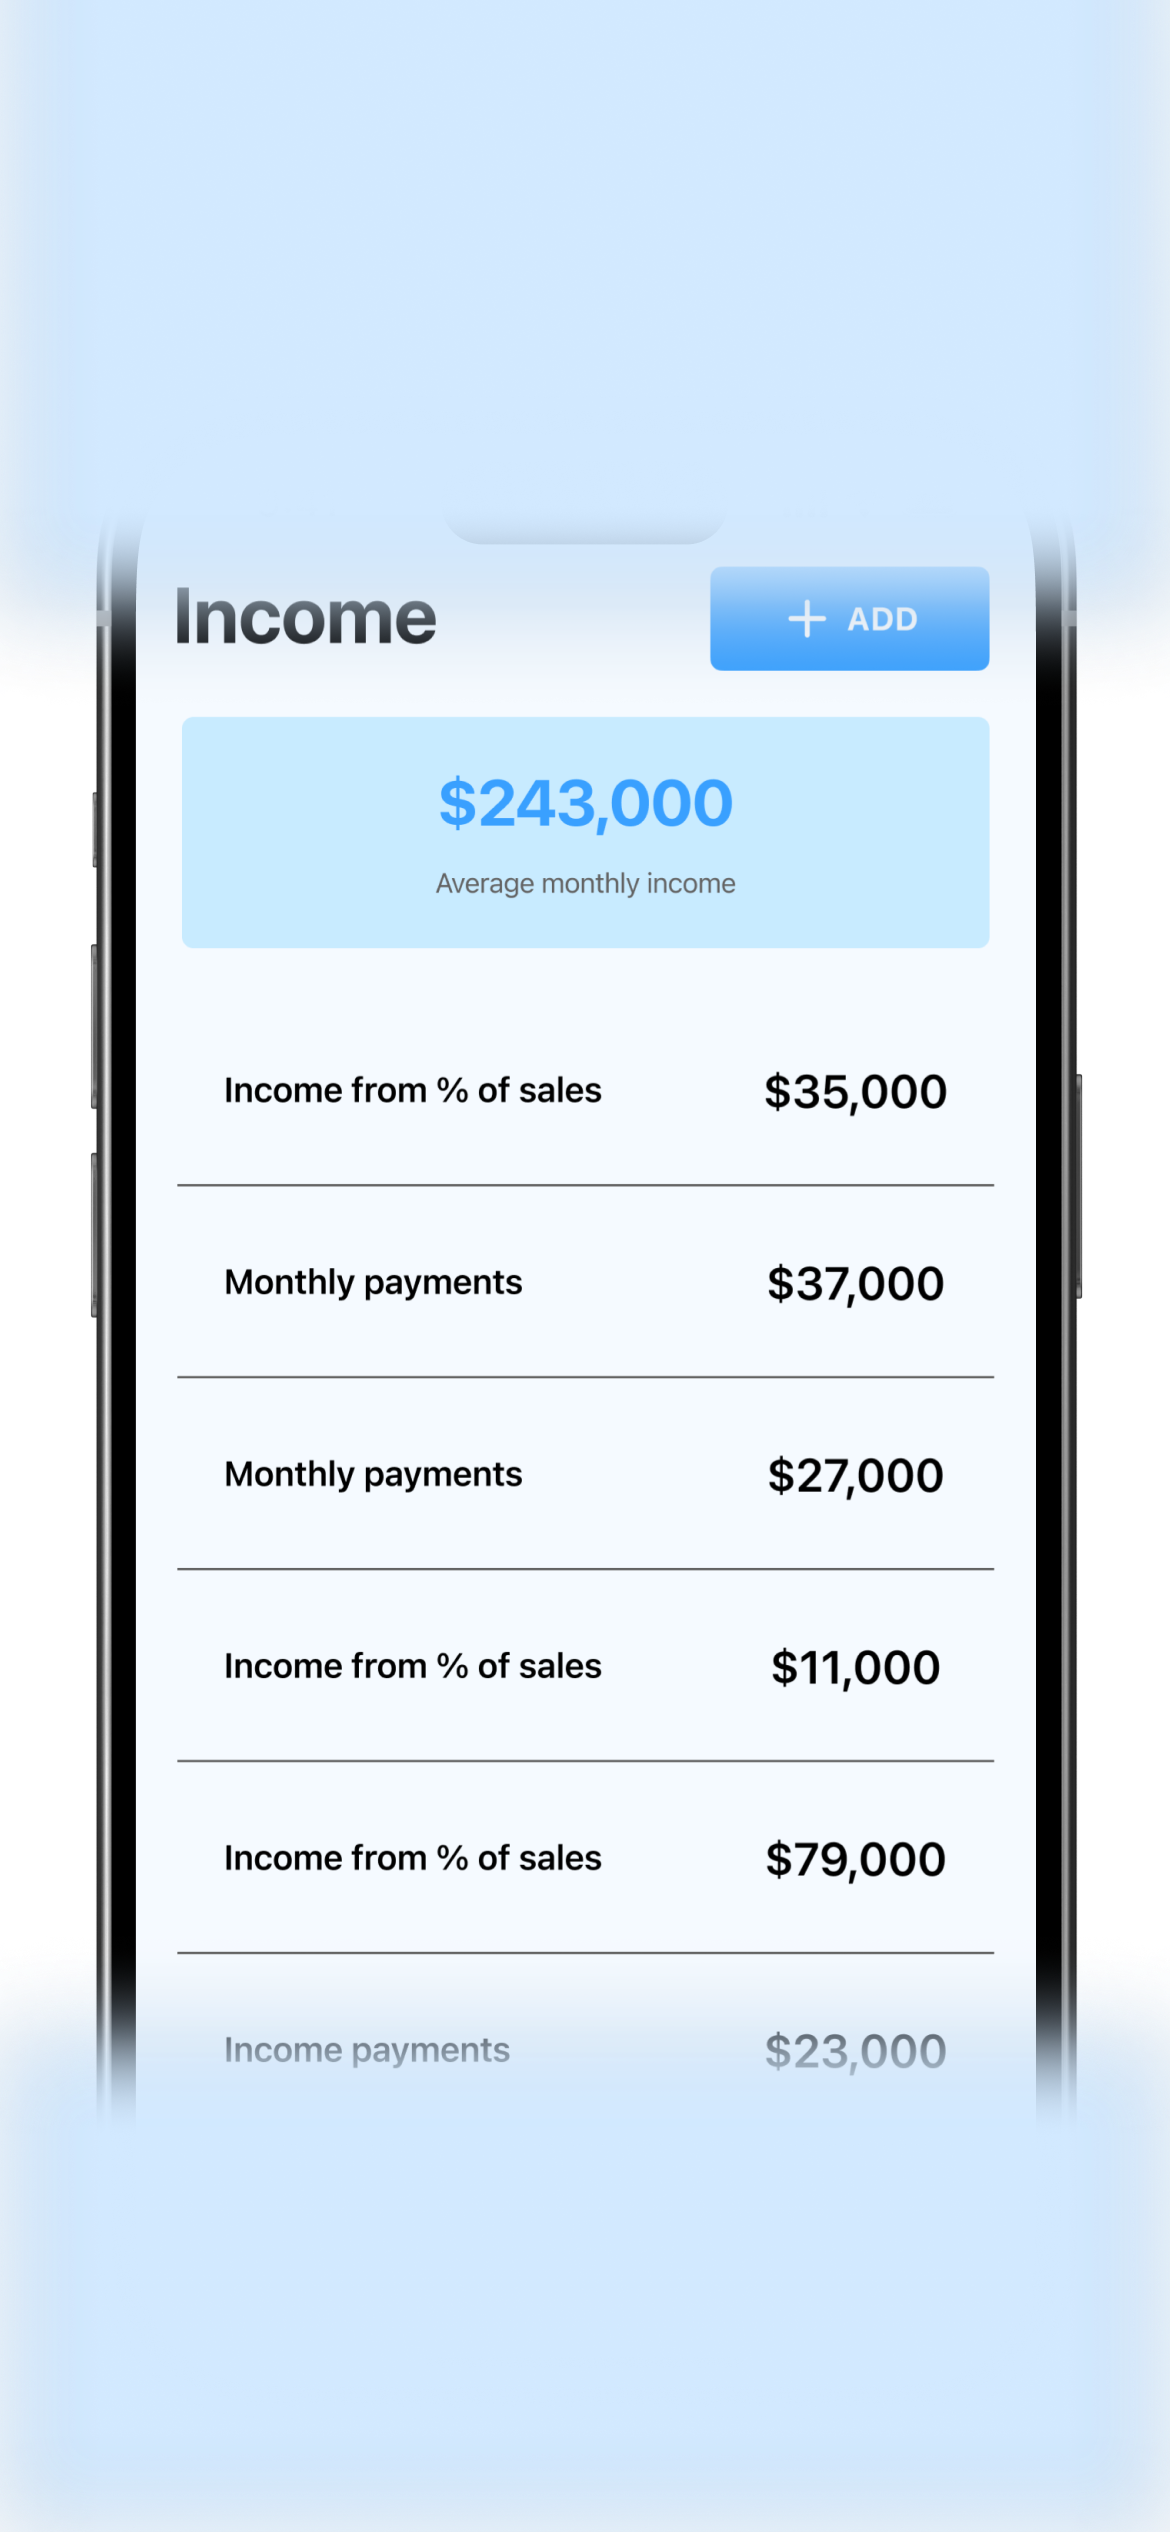 Income
+ ADD
$243,000
Average monthly income
Income from % of sales $35,000
Monthly payments $37,000
Monthly payments $27,000
Income from % of sales $11,000
Income from % of sales $79,000
Income payments $23,000